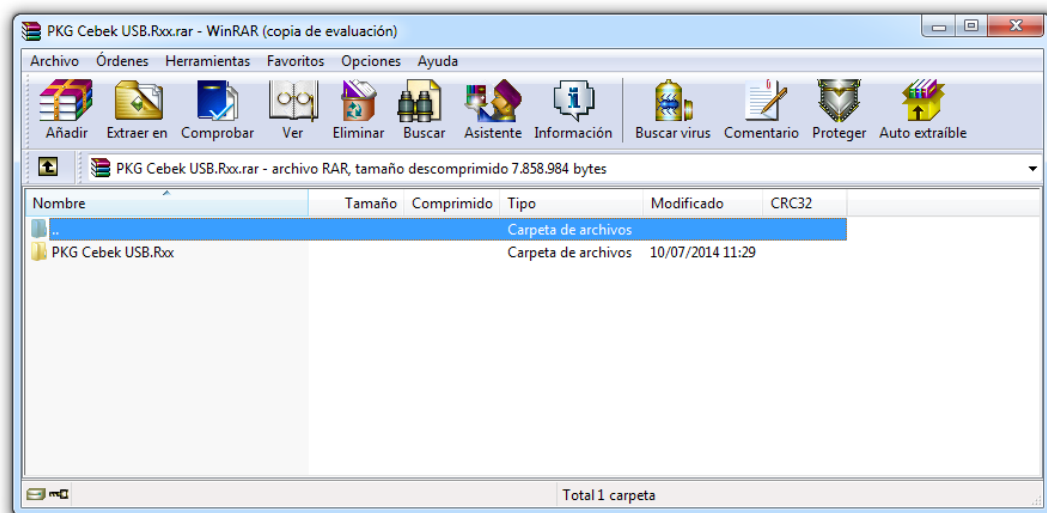 PKG Cebek USB.Rxx.rar - WinRAR (copia de evaluación)
Archivo Órdenes Herramientas Favoritos Opciones Ayuda
Añadir Extraer en Comprobar Ver Eliminar Buscar Asistente Información Buscar virus Comentario Proteger Auto extraíble
PKG Cebek USB.Rxx.rar - archivo RAR, tamaño descomprimido 7.858.984 bytes
Nombre Tamaño Comprimido Tipo Modificado CRC32
.. Carpeta de archivos
PKG Cebek USB.Rxx Carpeta de archivos 10/07/2014 11:29
Total 1 carpeta